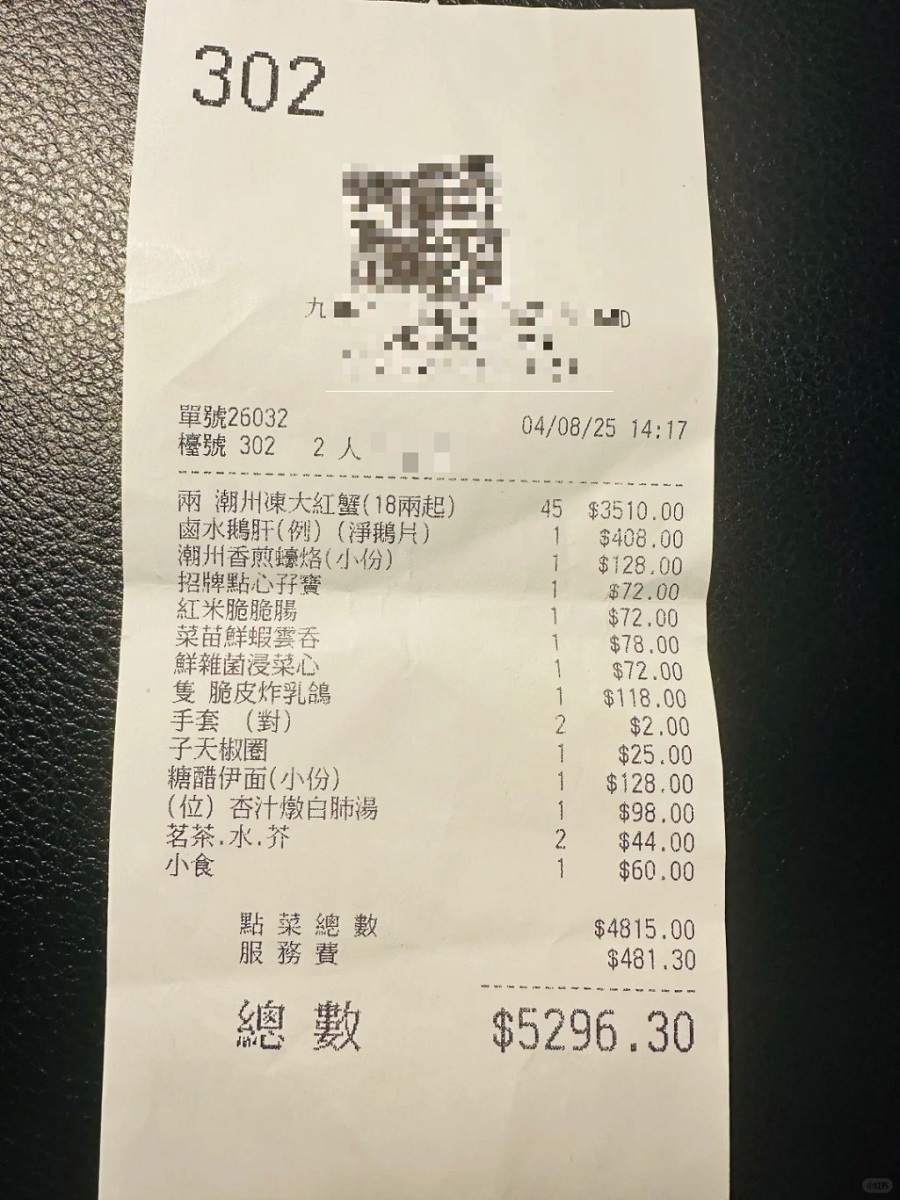 302
九
D
單號26032 04/08/25 14:17
檯號 302 2 人
兩 潮州凍大紅蟹(18兩起) 45 $3510.00
鹵水鵝肝(例)(淨鵝片) 1 $408.00
潮州香煎蠔烙(小份) 1 $128.00
招牌點心孖寶 1 $72.00
紅米脆脆腸 1 $72.00
菜苗鮮蝦雲吞 1 $78.00
鮮雜菌浸菜心 1 $72.00
隻 脆皮炸乳鴿 1 $118.00
手套 (對) 2 $2.00
子天椒圈 1 $25.00
糖醋伊面(小份) 1 $128.00
(位) 杏汁燉白肺湯 1 $98.00
茗茶.水.芥 2 $44.00
小食 1 $60.00
點菜總數 $4815.00
服務費 $481.30
總數 $5296.30
小红书